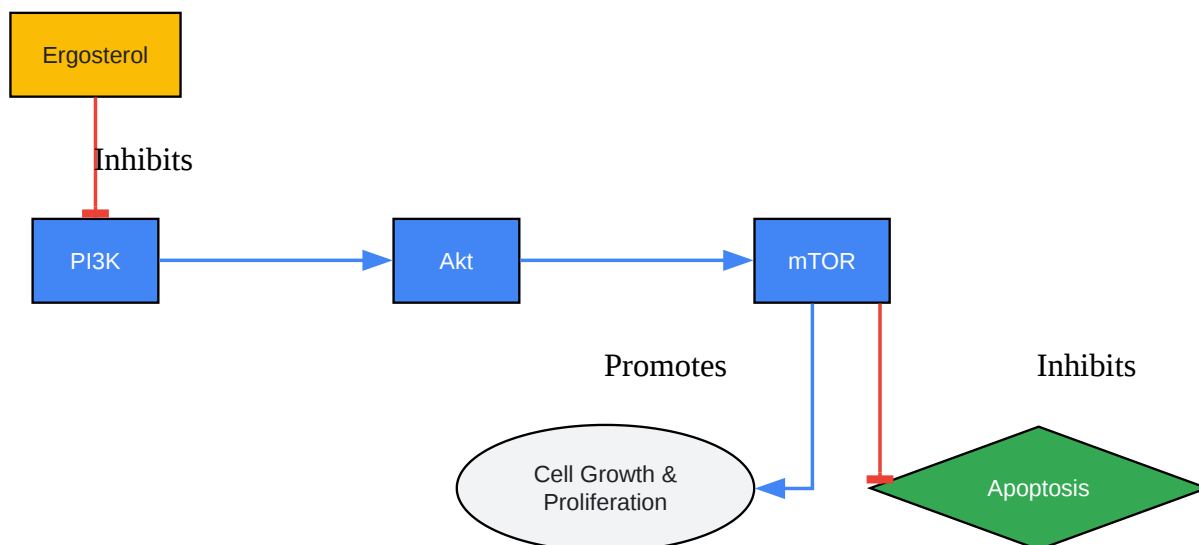 Ergosterol
Inhibits
PI3K
Akt
mTOR
Promotes
Inhibits
Cell Growth &
Proliferation
Apoptosis